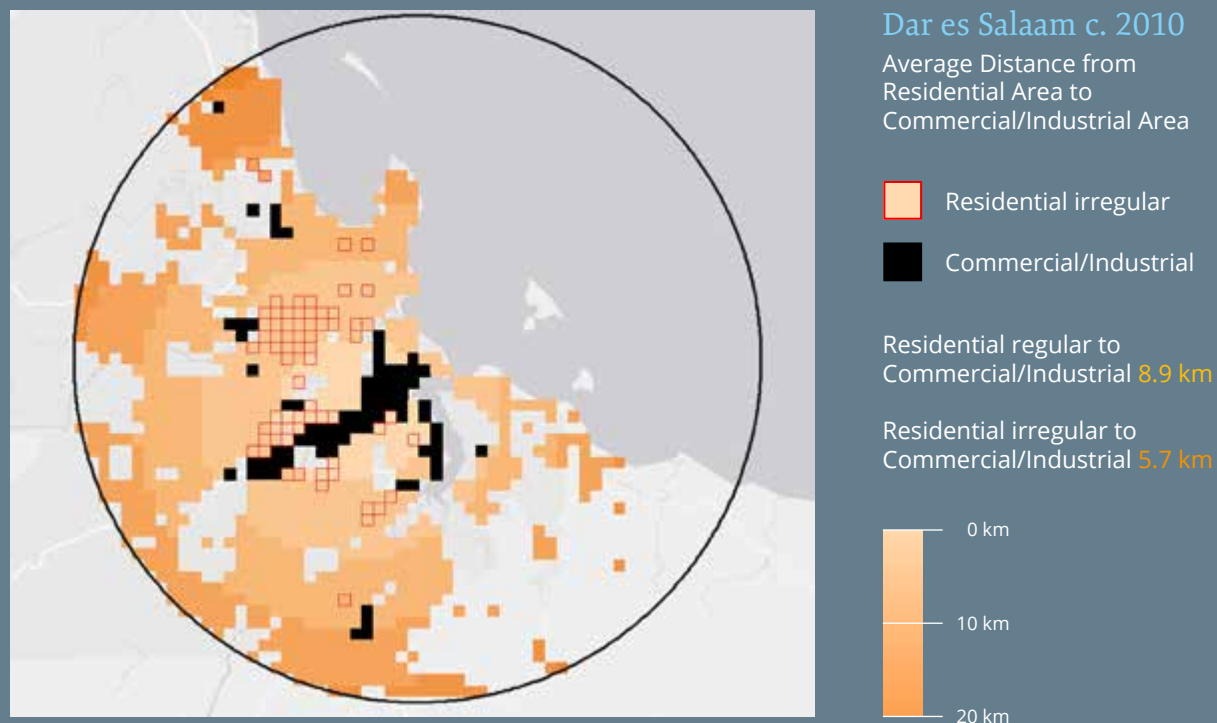 Dar es Salaam c. 2010
Average Distance from
Residential Area to
Commercial/Industrial Area
Residential irregular
Commercial/Industrial
Residential regular to
Commercial/Industrial 8.9 km
Residential irregular to
Commercial/Industrial 5.7 km
0 km
10 km
20 km